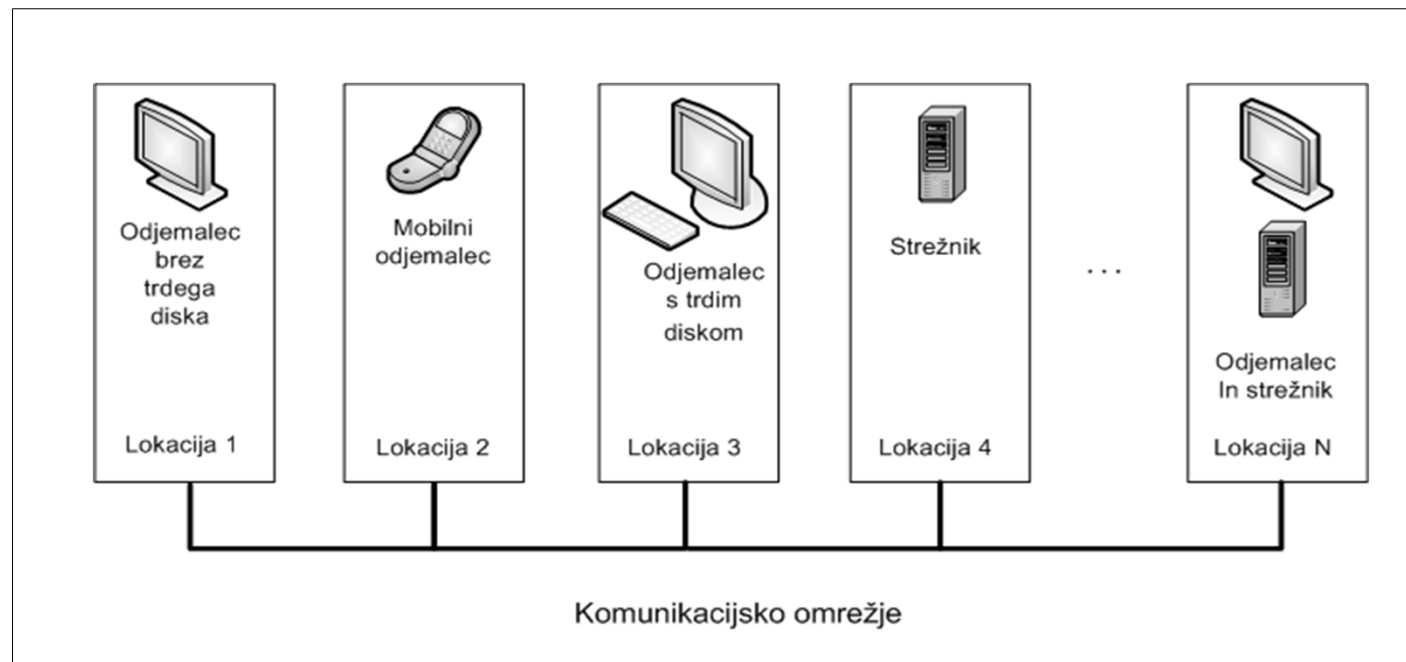 Odjemalec
brez
trdega
diska
Lokacija 1
Mobilni
odjemalec
Lokacija 2
Odjemalec
s trdim
diskom
Lokacija 3
Strežnik
Lokacija 4
...
Odjemalec
In strežnik
Lokacija N
Komunikacijsko omrežje